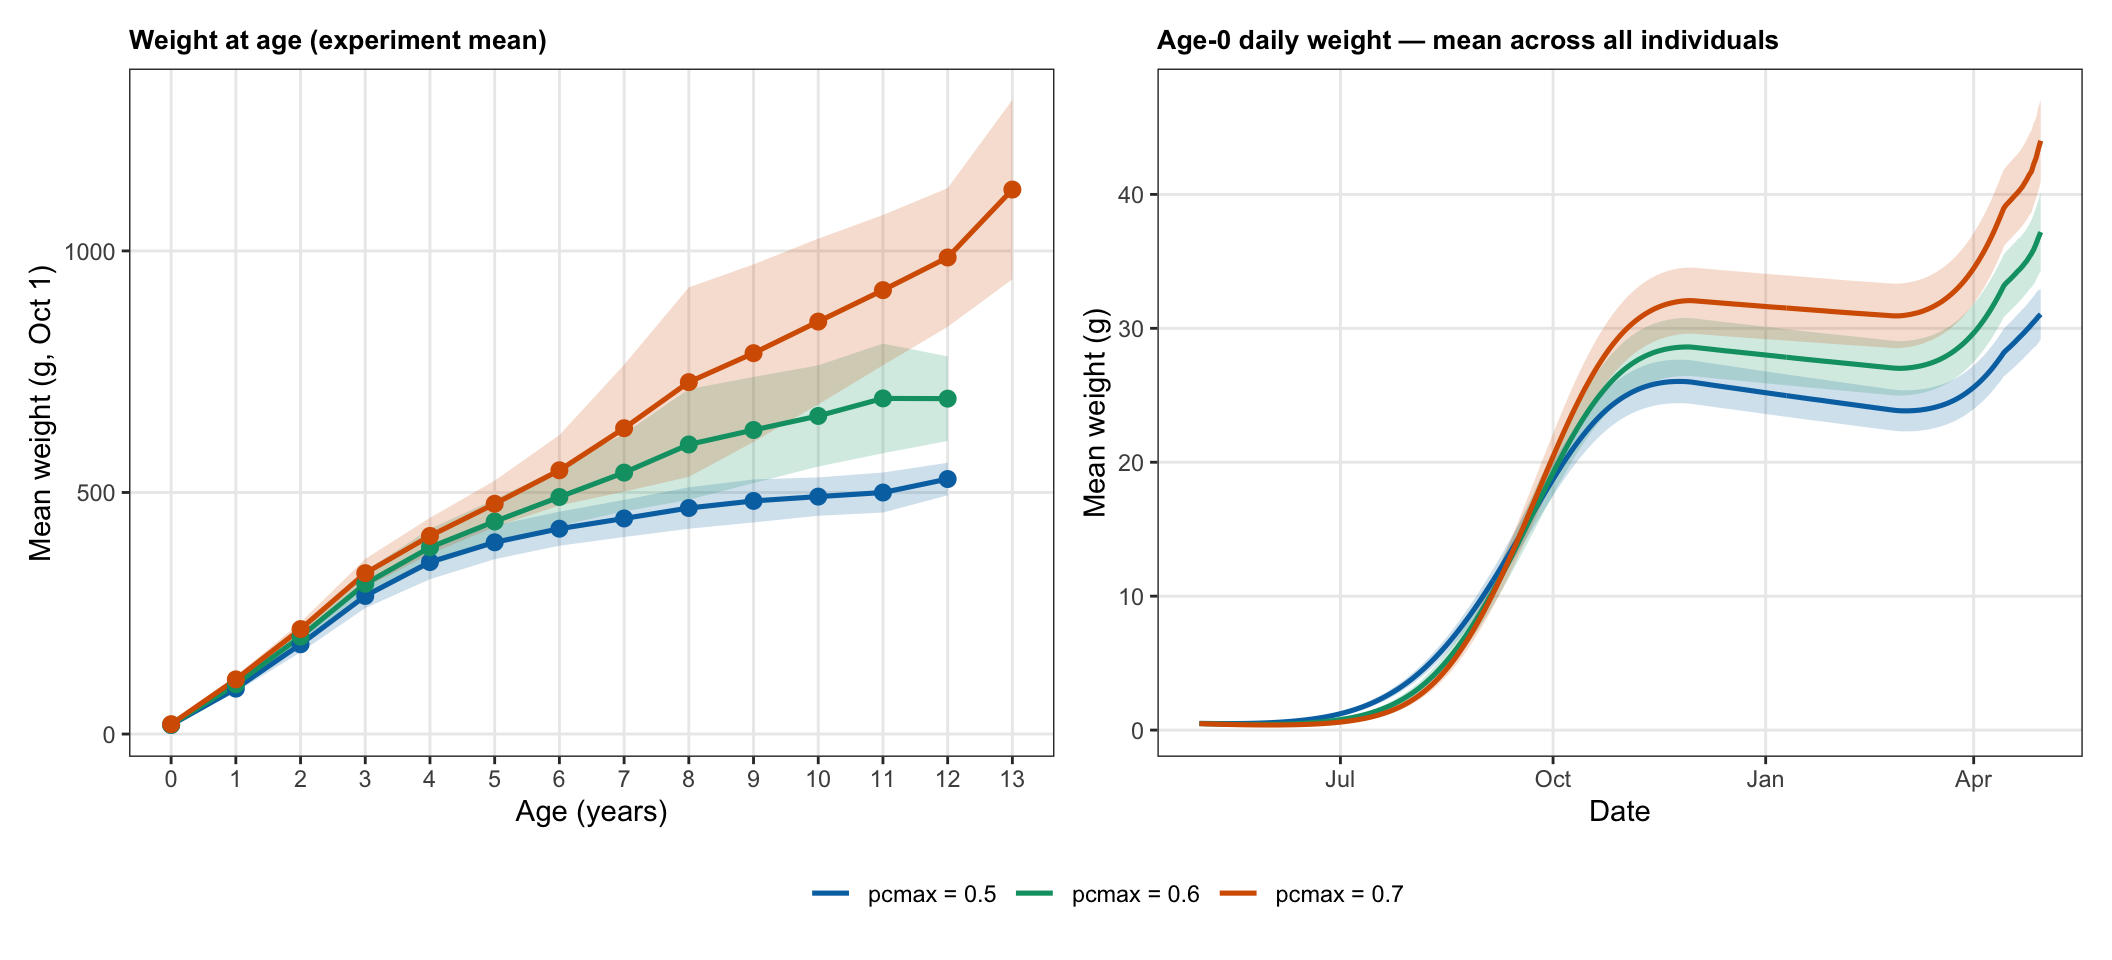 Weight at age (experiment mean)
Mean weight (g, Oct 1)
1000
500
0
0 1 2 3 4 5 6 7 8 9 10 11 12 13
Age (years)
Age-0 daily weight — mean across all individuals
Mean weight (g)
40
30
20
10
0
Jul Oct Jan Apr
Date
pcmax = 0.5 pcmax = 0.6 pcmax = 0.7